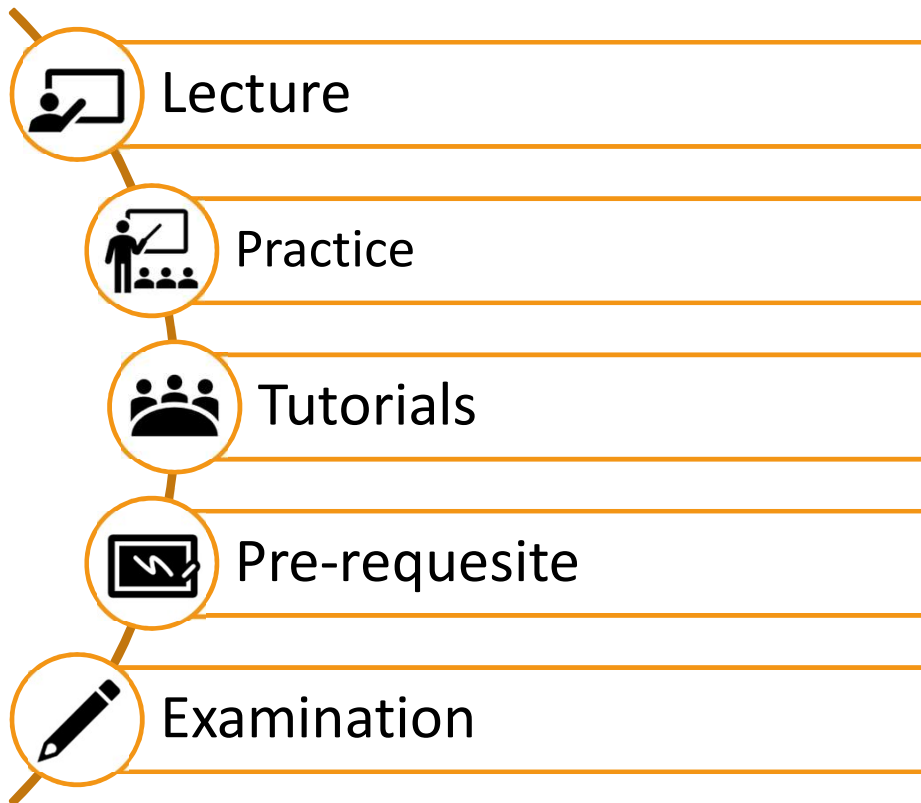 Lecture
Practice
Tutorials
Pre-requesite
Examination